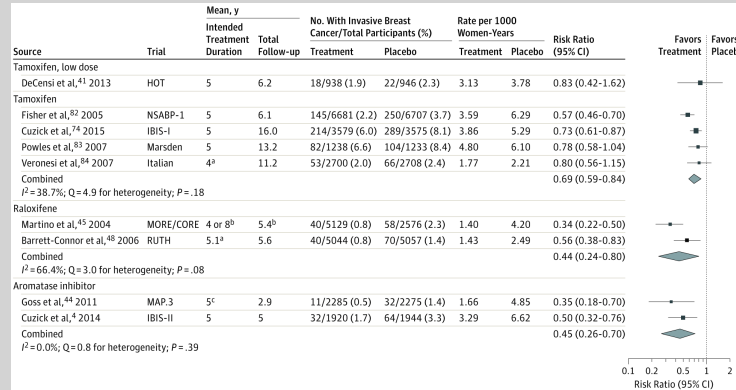 Mean, y
Intended Treatment Duration
Total Follow-up
No. With Invasive Breast Cancer/Total Participants (%)
Rate per 1000 Women-Years
Risk Ratio (95% CI)
Favors Treatment
Favors
Source Trial Treatment Placebo Treatment Placebo
Tamoxifen, low dose
DeCensi et al,41 2013 HOT 5 6.2 18/938 (1.9) 22/946 (2.3) 3.13 3.78 0.83 (0.42-1.62)
Tamoxifen
Fisher et al,82 2005 NSABP-1 5 6.1 145/6681 (2.2) 250/6707 (3.7) 3.59 6.29 0.57 (0.46-0.70)
Cuzick et al,74 2015 IBIS-I 5 16.0 214/3579 (6.0) 289/3575 (8.1) 3.86 5.29 0.73 (0.61-0.87)
Powles et al,83 2007 Marsden 5 13.2 82/1238 (6.6) 104/1233 (8.4) 4.80 6.10 0.78 (0.58-1.04)
Veronesi et al,84 2007 Italian 4a 11.2 53/2700 (2.0) 66/2708 (2.4) 1.77 2.21 0.80 (0.56-1.15)
Combined 0.69 (0.59-0.84)
I2 = 38.7%; Q = 4.9 for heterogeneity; P = .18
Raloxifene
Martino et al,45 2004 MORE/CORE 4 or 8b 5.4b 40/5129 (0.8) 58/2576 (2.3) 1.40 4.20 0.34 (0.22-0.50)
Barrett-Connor et al,48 2006 RUTH 5.1a 5.6 40/5044 (0.8) 70/5057 (1.4) 1.43 2.49 0.56 (0.38-0.83)
Combined 0.44 (0.24-0.80)
I2 = 66.4%; Q = 3.0 for heterogeneity; P = .08
Aromatase inhibitor
Goss et al,44 2011 MAP.3 5c 2.9 11/2285 (0.5) 32/2275 (1.4) 1.66 4.85 0.35 (0.18-0.70)
Cuzick et al,4 2014 IBIS-II 5 5 32/1920 (1.7) 64/1944 (3.3) 3.29 6.62 0.50 (0.32-0.76)
Combined 0.45 (0.26-0.70)
I2 = 0.0%; Q = 0.8 for heterogeneity; P = .39
0.1 0.2 0.5 1 2
Risk Ratio (95% CI)